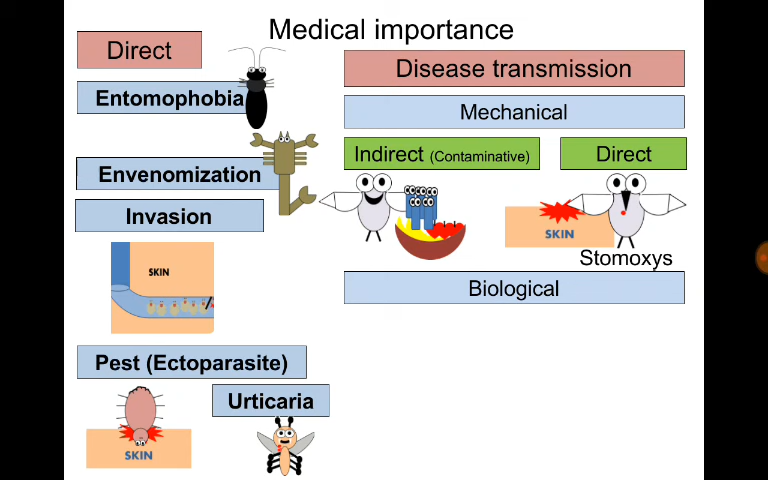 Medical importance
Direct
Entomophobia
Envenomization
Invasion
SKIN
Pest (Ectoparasite)
Urticaria
SKIN
Disease transmission
Mechanical
Indirect (Contaminative)
Direct
SKIN
Stomoxys
Biological